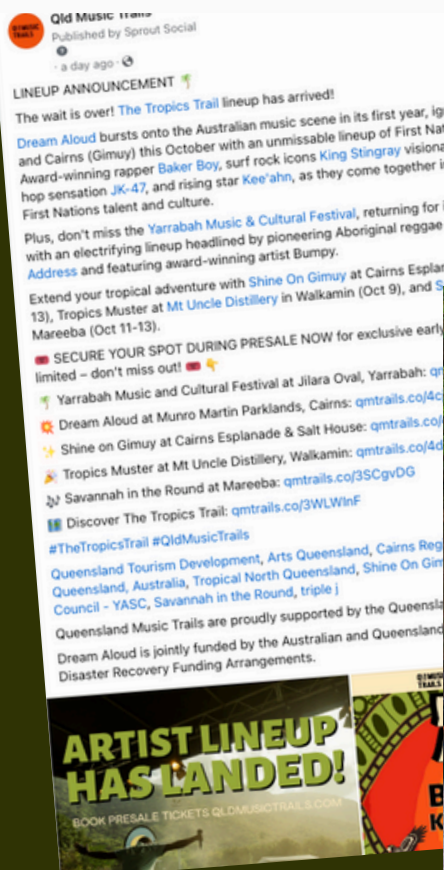 QLD MUSIC TRAILS
Qld Music Trails
Published by Sprout Social
· a day ago ·
LINEUP ANNOUNCEMENT 🌴
The wait is over! The Tropics Trail lineup has arrived!
Dream Aloud bursts onto the Australian music scene in its first year, ig
and Cairns (Gimuy) this October with an unmissable lineup of First Nat
Award-winning rapper Baker Boy, surf rock icons King Stingray visiona
hop sensation JK-47, and rising star Kee'ahn, as they come together i
First Nations talent and culture.
Plus, don't miss the Yarrabah Music & Cultural Festival, returning for i
with an electrifying lineup headlined by pioneering Aboriginal reggae
Address and featuring award-winning artist Bumpy.
Extend your tropical adventure with Shine On Gimuy at Cairns Esplan
13), Tropics Muster at Mt Uncle Distillery in Walkamin (Oct 9), and S
Mareeba (Oct 11-13).
🎟️ SECURE YOUR SPOT DURING PRESALE NOW for exclusive early
limited – don't miss out! 🎟️ 👇
🌴 Yarrabah Music and Cultural Festival at Jilara Oval, Yarrabah: qm
💥 Dream Aloud at Munro Martin Parklands, Cairns: qmtrails.co/4c
✨ Shine on Gimuy at Cairns Esplanade & Salt House: qmtrails.co/
🎉 Tropics Muster at Mt Uncle Distillery, Walkamin: qmtrails.co/4d
🎶 Savannah in the Round at Mareeba: qmtrails.co/3SCgvDG
🗺️ Discover The Tropics Trail: qmtrails.co/3WLWlnF
#TheTropicsTrail #QldMusicTrails
Queensland Tourism Development, Arts Queensland, Cairns Reg
Queensland, Australia, Tropical North Queensland, Shine On Gim
Council - YASC, Savannah in the Round, triple j
Queensland Music Trails are proudly supported by the Queensla
Dream Aloud is jointly funded by the Australian and Queensland
Disaster Recovery Funding Arrangements.
ARTIST LINEUP
HAS LANDED!
BOOK PRESALE TICKETS QLDMUSICTRAILS.COM
QLD MUSIC
TRAILS
B
K